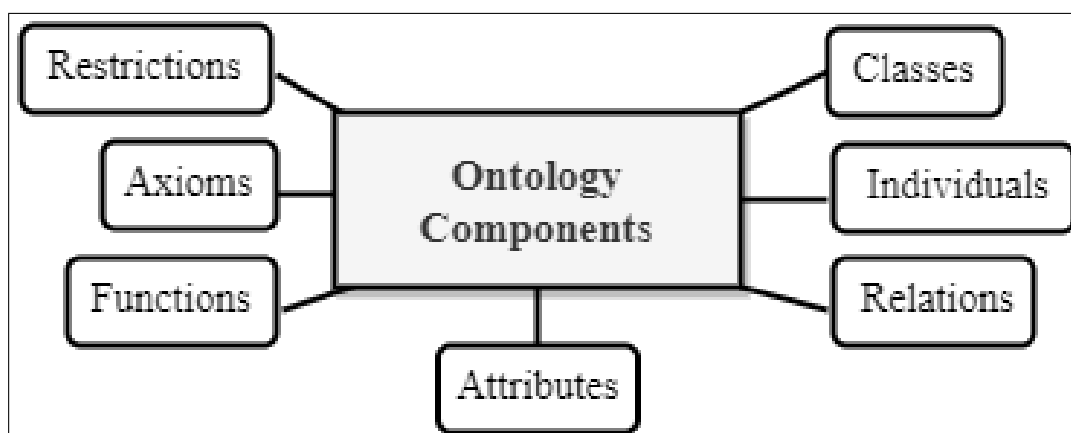 Restrictions
Classes
Axioms
Ontology
Components
Individuals
Functions
Relations
Attributes